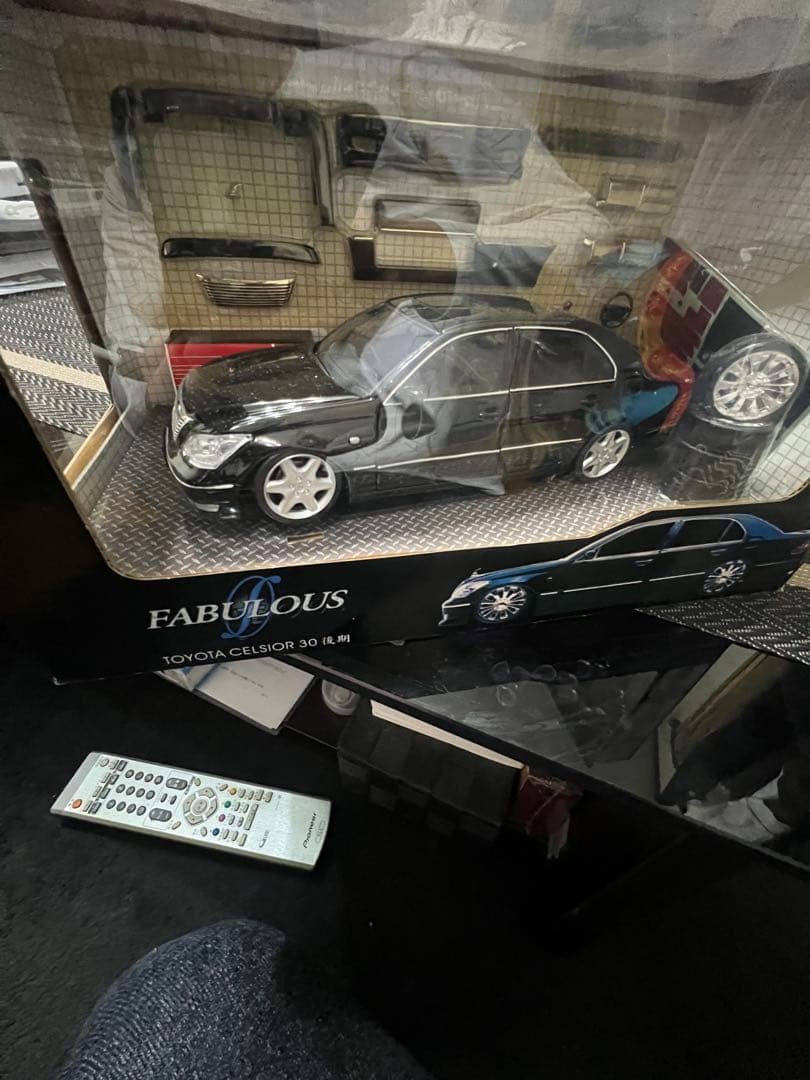 FABULOUS
TOYOTA CELSIOR 30 後期
Pioneer